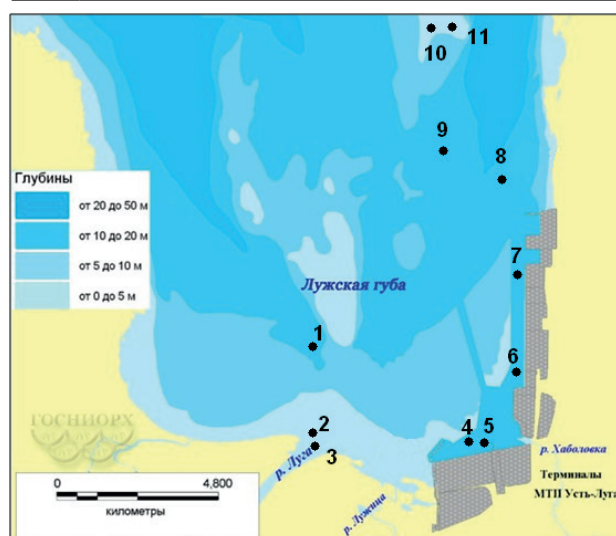 10
11
9
8
Глубины
от 20 до 50 м
от 10 до 20 м
от 5 до 10 м
от 0 до 5 м
7
Лужская губа
1
6
ГОСНИОРХ
2
3
4
5
р. Луга
р. Хаболовка
Терминалы
МТП Усть-Луга
р. Лужица
0
4,800
километры